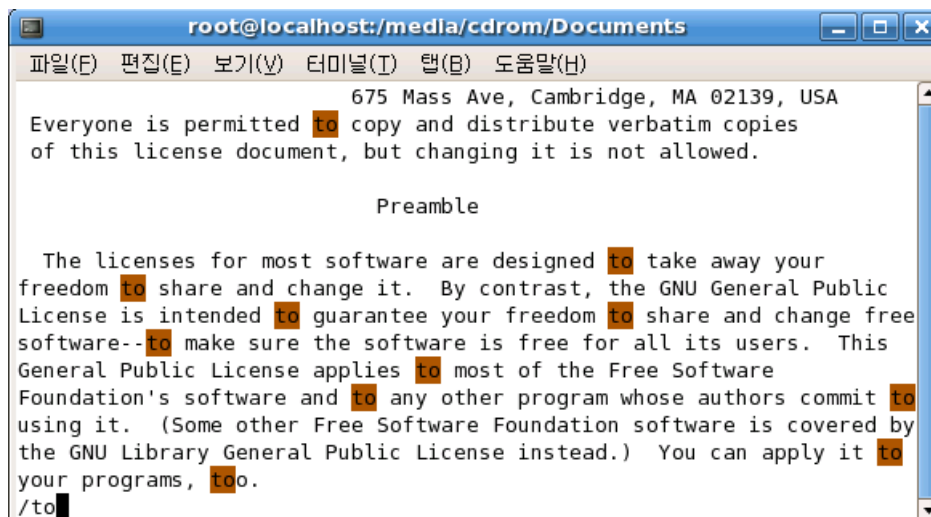 root@localhost:/media/cdrom/Documents
파일(F) 편집(E) 보기(V) 터미널(T) 탭(B) 도움말(H)
675 Mass Ave, Cambridge, MA 02139, USA
Everyone is permitted to copy and distribute verbatim copies
of this license document, but changing it is not allowed.
Preamble
The licenses for most software are designed to take away your
freedom to share and change it.  By contrast, the GNU General Public
License is intended to guarantee your freedom to share and change free
software--to make sure the software is free for all its users.  This
General Public License applies to most of the Free Software
Foundation's software and to any other program whose authors commit to
using it.  (Some other Free Software Foundation software is covered by
the GNU Library General Public License instead.)  You can apply it to
your programs, too.
/to